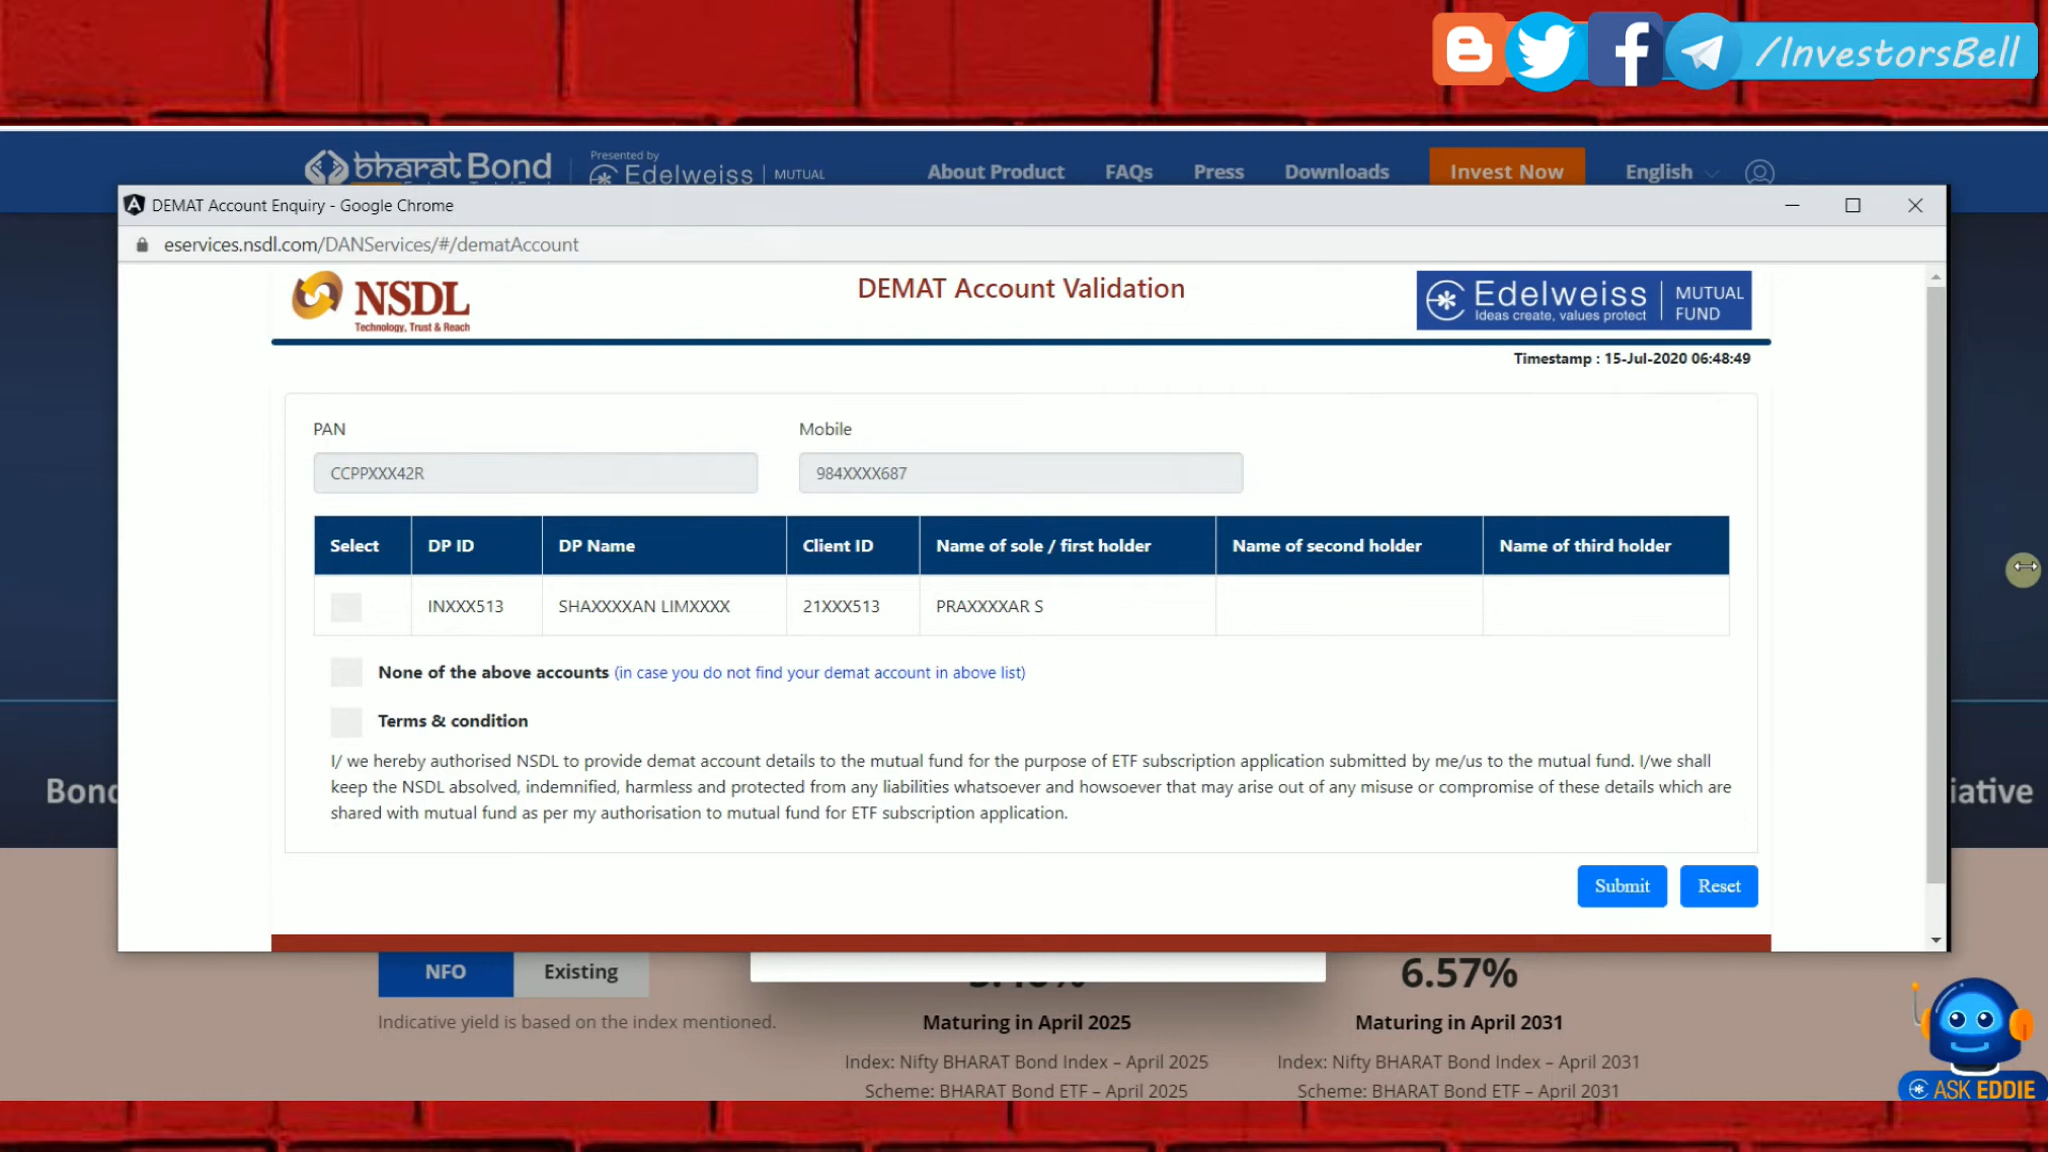 /InvestorsBell
bharat Bond
Presented by
Edelweiss | MUTUAL
About Product
FAQs
Press
Downloads
Invest Now
English
DEMAT Account Enquiry - Google Chrome
eservices.nsdl.com/DANServices/#/dematAccount
NSDL
Technology, Trust & Reach
DEMAT Account Validation
Edelweiss
Ideas create, values protect
MUTUAL
FUND
Timestamp : 15-Jul-2020 06:48:49
PAN
Mobile
CCPPXXX42R
984XXXX687
Select
DP ID
DP Name
Client ID
Name of sole / first holder
Name of second holder
Name of third holder
INXXX513
SHAXXXXAN LIMXXXX
21XXX513
PRAXXXXAR S
None of the above accounts (in case you do not find your demat account in above list)
Terms & condition
I/ we hereby authorised NSDL to provide demat account details to the mutual fund for the purpose of ETF subscription application submitted by me/us to the mutual fund. I/we shall
keep the NSDL absolved, indemnified, harmless and protected from any liabilities whatsoever and howsoever that may arise out of any misuse or compromise of these details which are
shared with mutual fund as per my authorisation to mutual fund for ETF subscription application.
Submit
Reset
NFO
Existing
6.57%
Indicative yield is based on the index mentioned.
Maturing in April 2025
Maturing in April 2031
Index: Nifty BHARAT Bond Index – April 2025
Index: Nifty BHARAT Bond Index – April 2031
Scheme: BHARAT Bond ETF – April 2025
Scheme: BHARAT Bond ETF – April 2031
ASK EDDIE